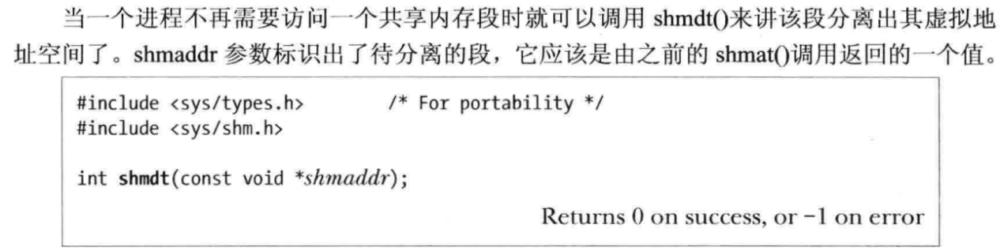 当一个进程不再需要访问一个共享内存段时就可以调用 shmdt()来讲该段分离出其虚拟地
址空间了。shmaddr 参数标识出了待分离的段，它应该是由之前的 shmat()调用返回的一个值。
#include <sys/types.h> /* For portability */
#include <sys/shm.h>
int shmdt(const void *shmaddr);
Returns 0 on success, or −1 on error